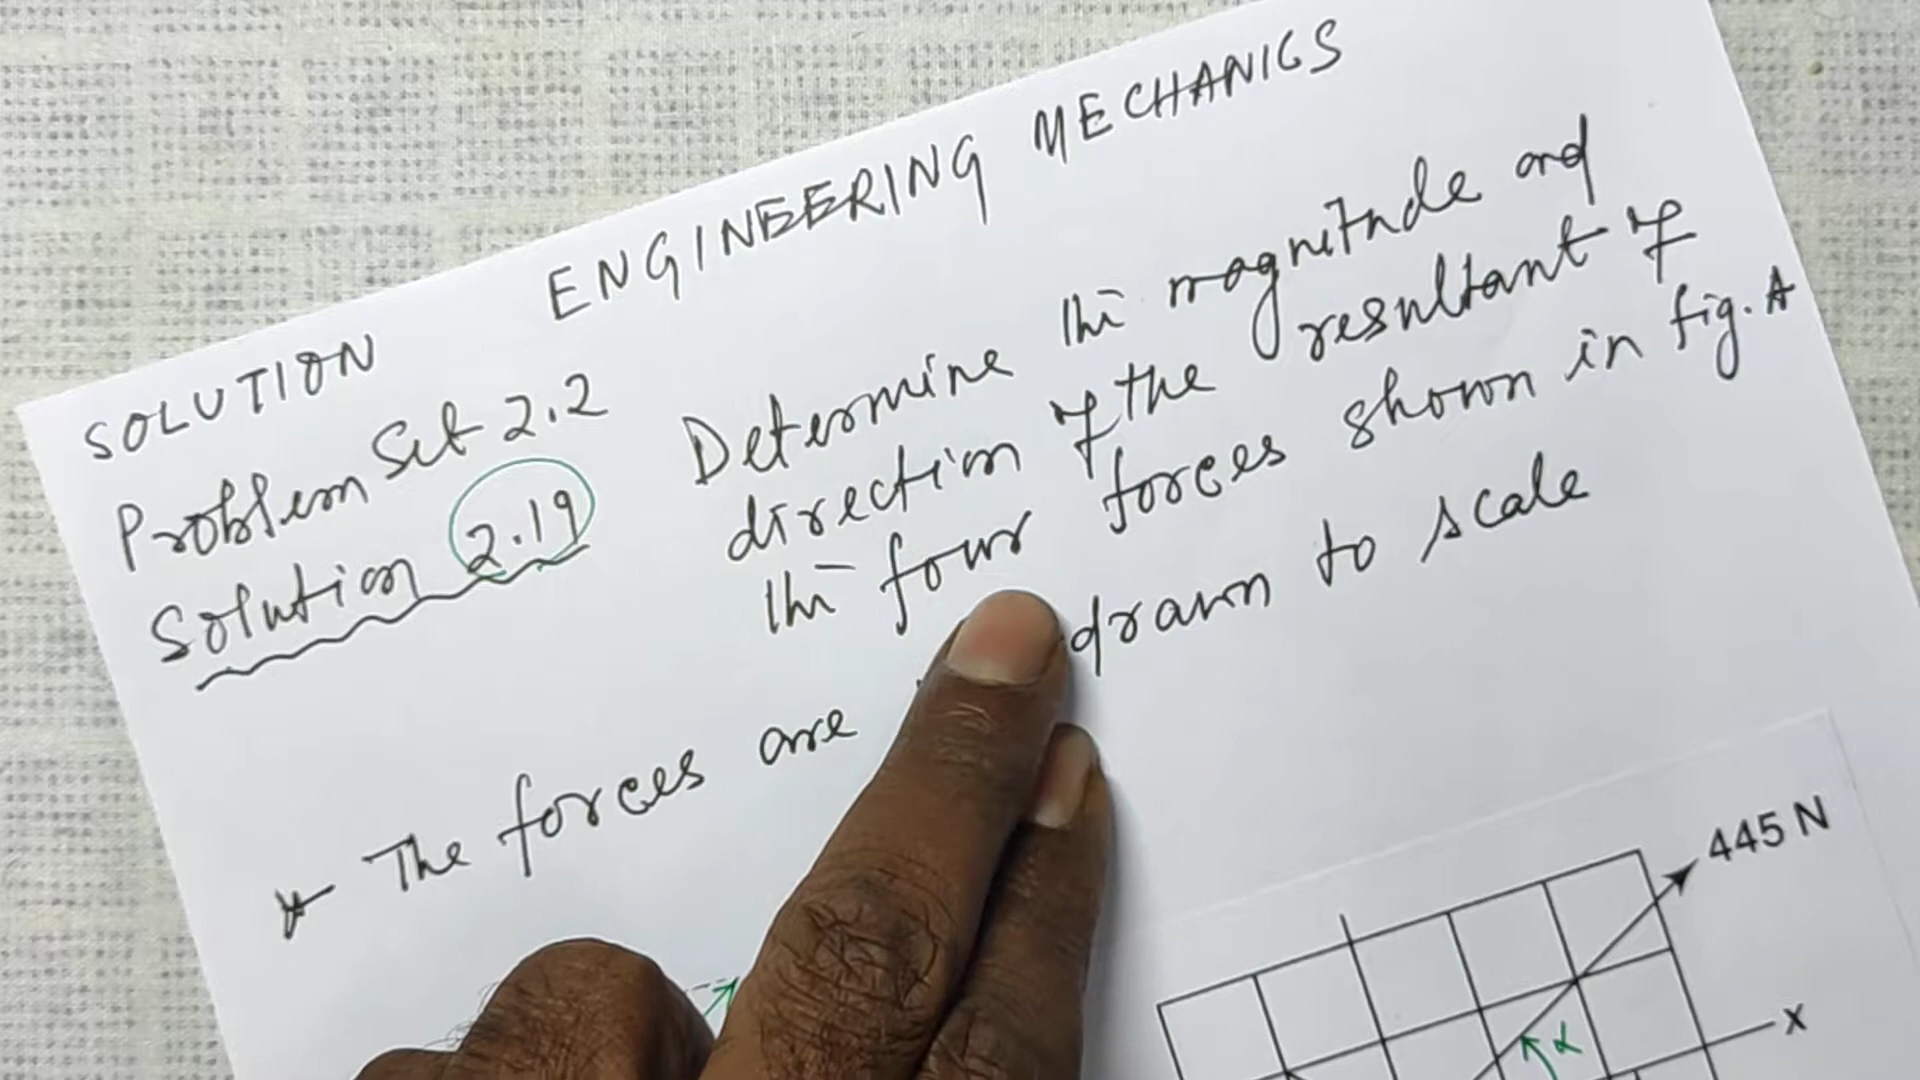 ENGINEERING MECHANICS
SOLUTION
Problem Set 2.2
Solution 2.19
Determine the magnitude and
direction of the resultant of
the four forces shown in fig. A
* The forces are drawn to scale
445 N
x
α